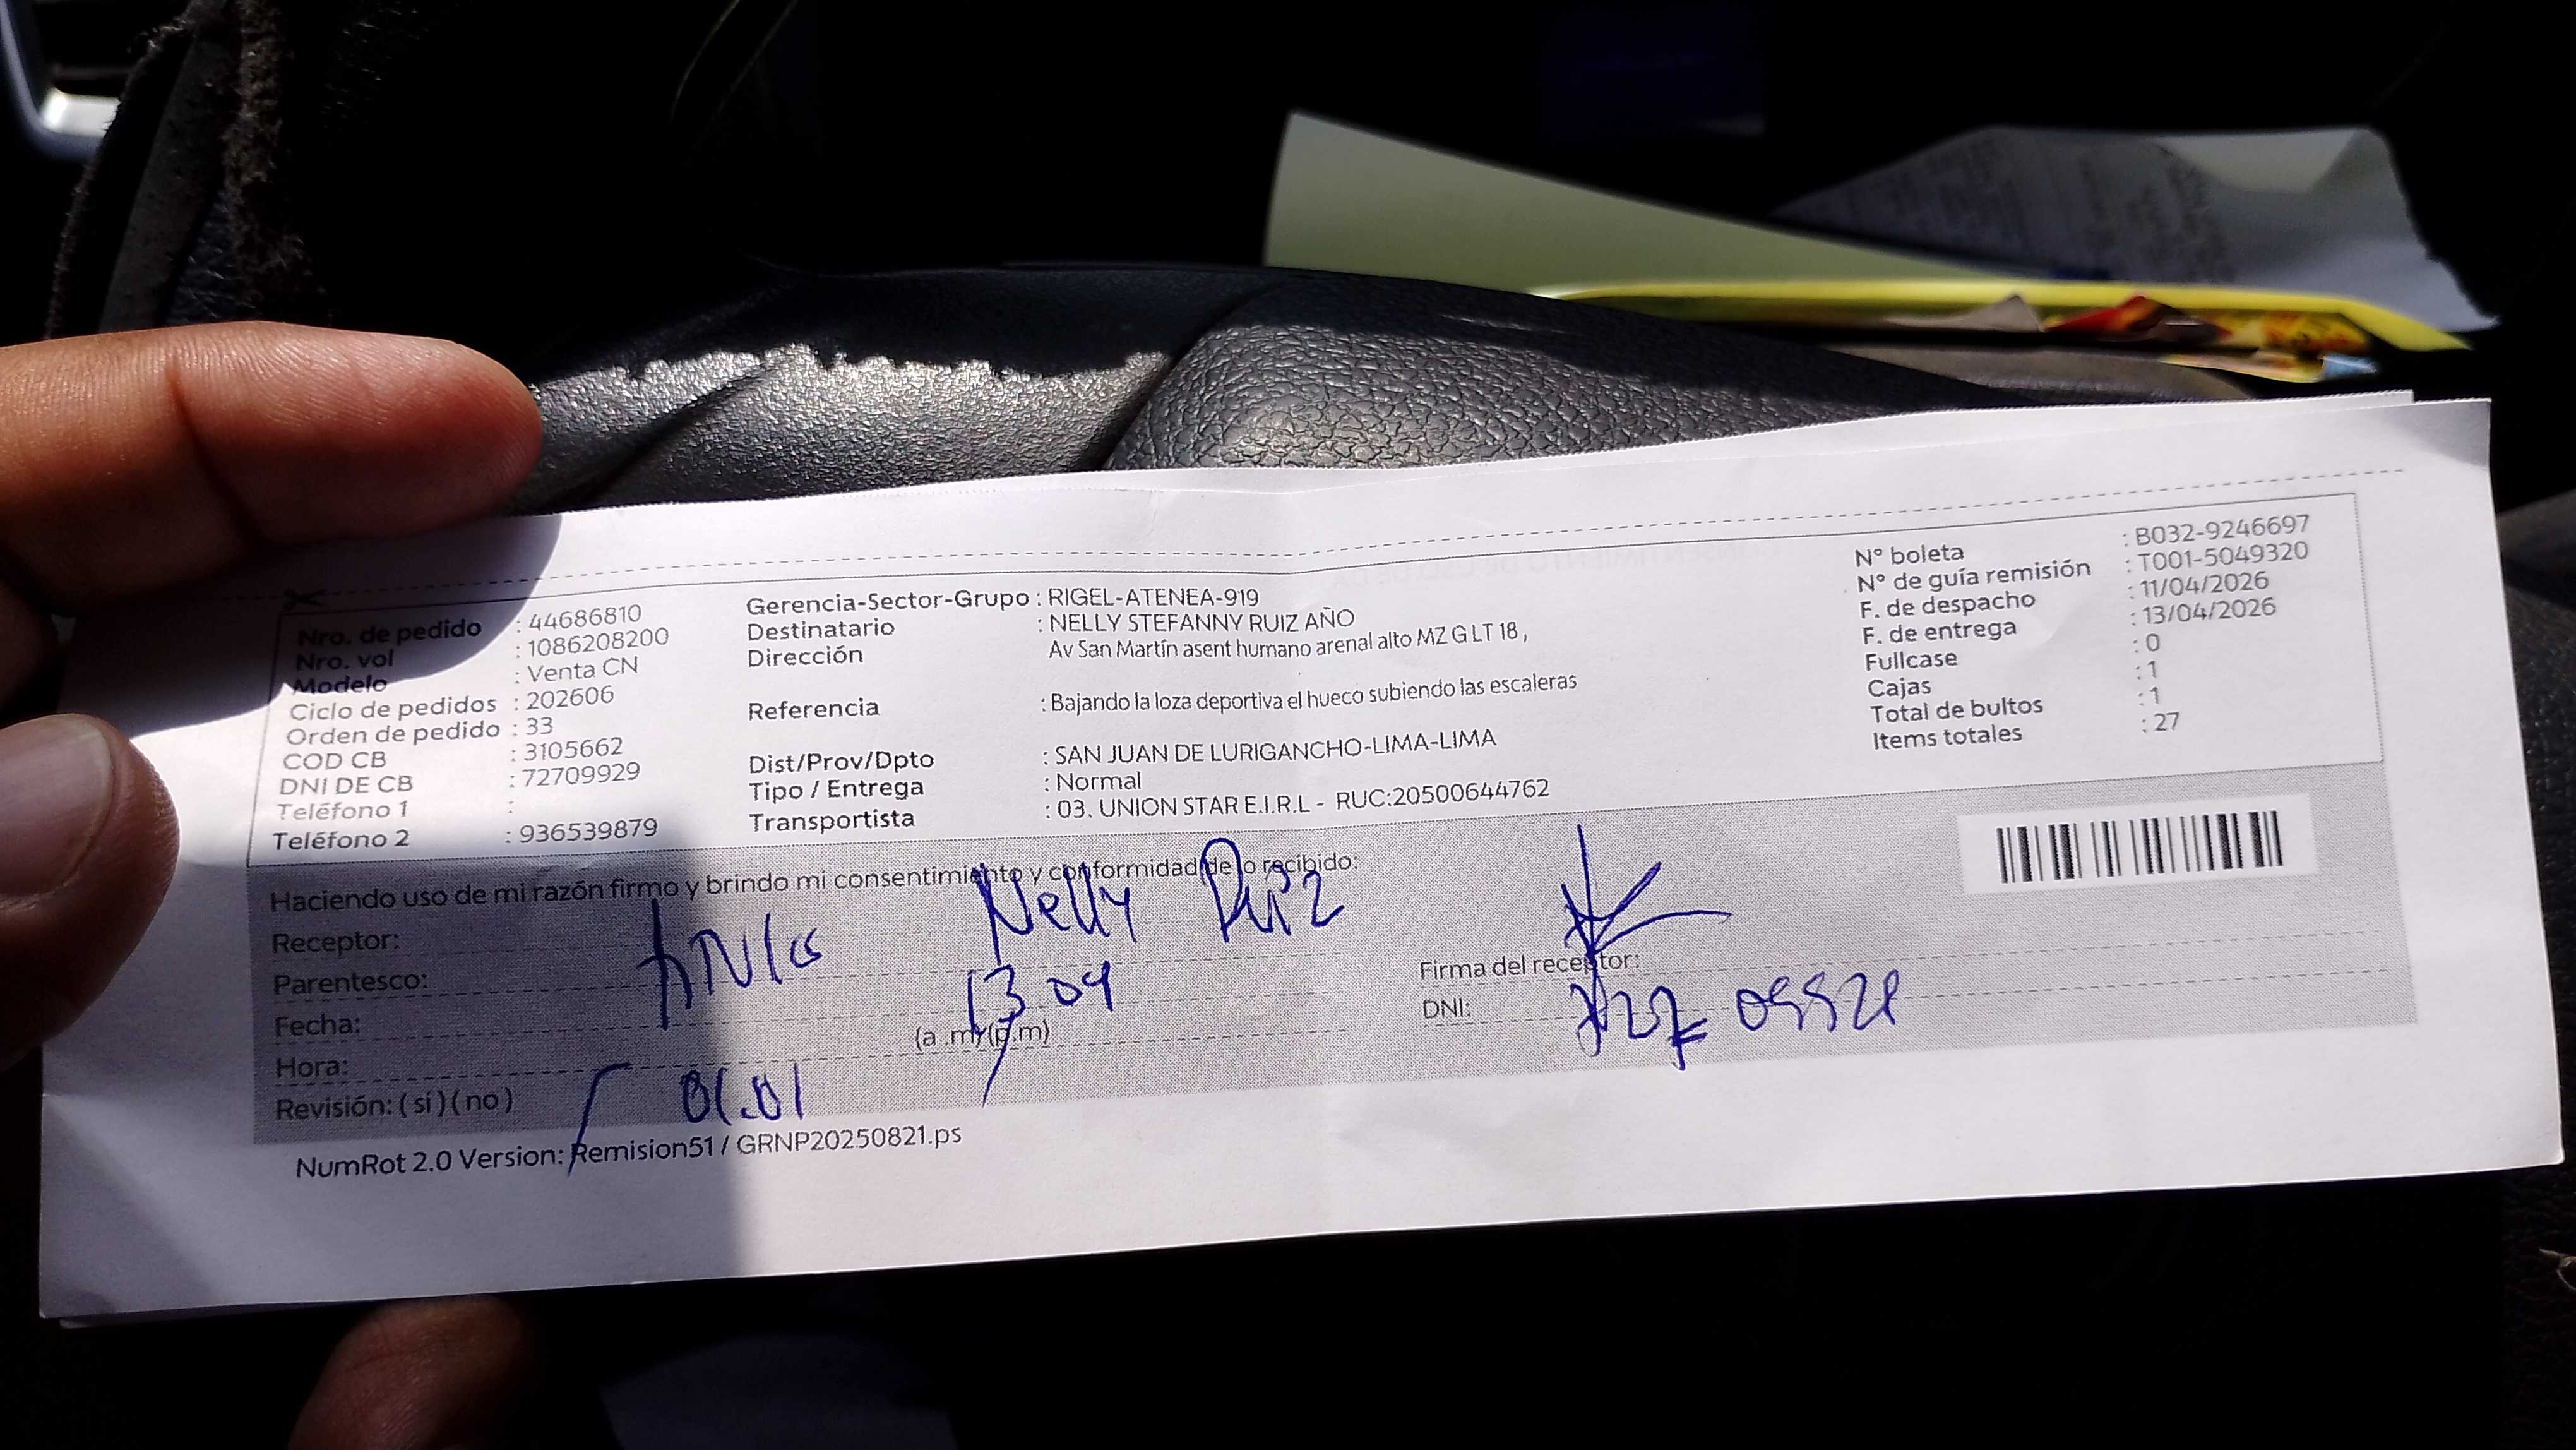 Nro. de pedido : 44686810
Nro. vol : 1086208200
Modelo : Venta CN
Ciclo de pedidos : 202606
Orden de pedido : 33
COD CB : 3105662
DNI DE CB : 72709929
Teléfono 1 :
Teléfono 2 : 936539879
Gerencia-Sector-Grupo : RIGEL-ATENEA-919
Destinatario : NELLY STEFANNY RUIZ AÑO
Dirección Av San Martín asent humano arenal alto MZ G LT 18 ,
Referencia : Bajando la loza deportiva el hueco subiendo las escaleras
Dist/Prov/Dpto : SAN JUAN DE LURIGANCHO-LIMA-LIMA
Tipo / Entrega : Normal
Transportista : 03. UNION STAR E.I.R.L - RUC:20500644762
N° boleta : B032-9246697
N° de guía remisión : T001-5049320
F. de despacho : 11/04/2026
F. de entrega : 13/04/2026
Fullcase : 0
Cajas : 1
Total de bultos : 1
Items totales : 27
Haciendo uso de mi razón firmo y brindo mi consentimiento y conformidad de lo recibido:
Receptor: Nelly Ruiz
Parentesco:
Fecha: 13 04
Hora: (a .m)(p.m)
Revisión: ( sí ) ( no ) 01.01
Firma del receptor:
DNI:
NumRot 2.0 Version: Remision51 / GRNP20250821.ps